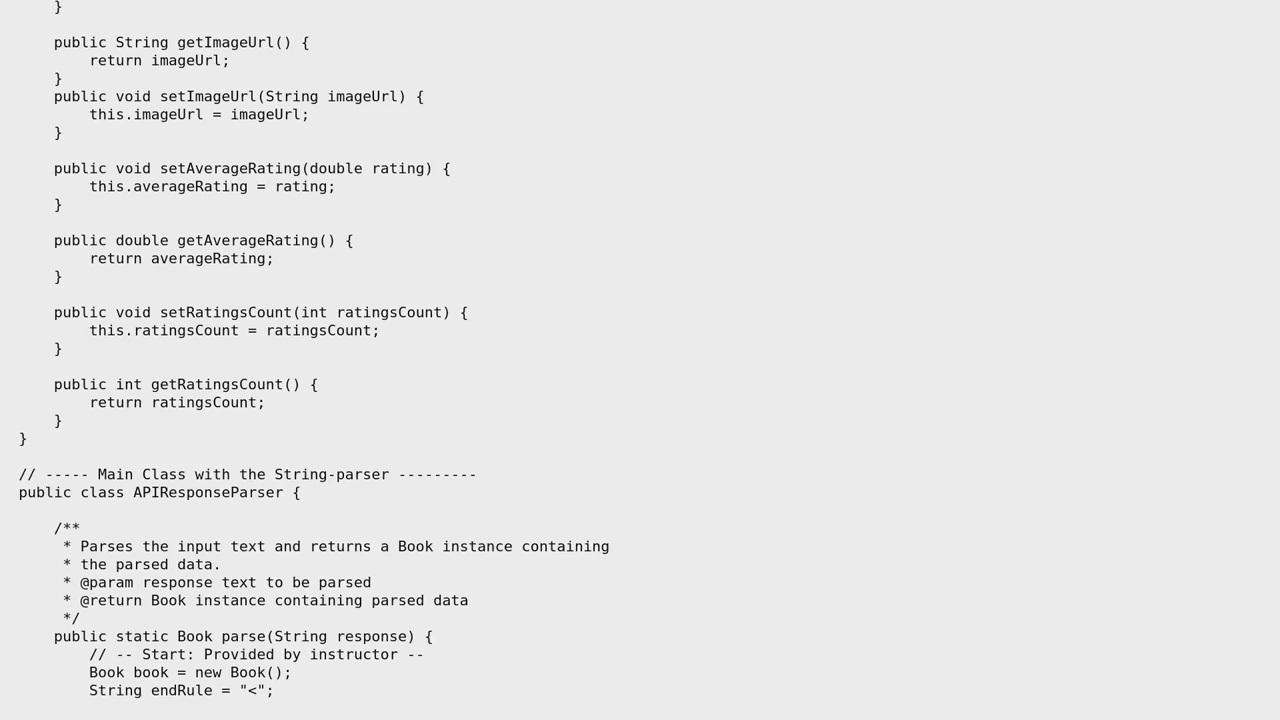 }

    public String getImageUrl() {
        return imageUrl;
    }
    public void setImageUrl(String imageUrl) {
        this.imageUrl = imageUrl;
    }

    public void setAverageRating(double rating) {
        this.averageRating = rating;
    }

    public double getAverageRating() {
        return averageRating;
    }

    public void setRatingsCount(int ratingsCount) {
        this.ratingsCount = ratingsCount;
    }

    public int getRatingsCount() {
        return ratingsCount;
    }
}

// ----- Main Class with the String-parser ---------
public class APIResponseParser {

    /**
     * Parses the input text and returns a Book instance containing
     * the parsed data.
     * @param response text to be parsed
     * @return Book instance containing parsed data
     */
    public static Book parse(String response) {
        // -- Start: Provided by instructor --
        Book book = new Book();
        String endRule = "<";